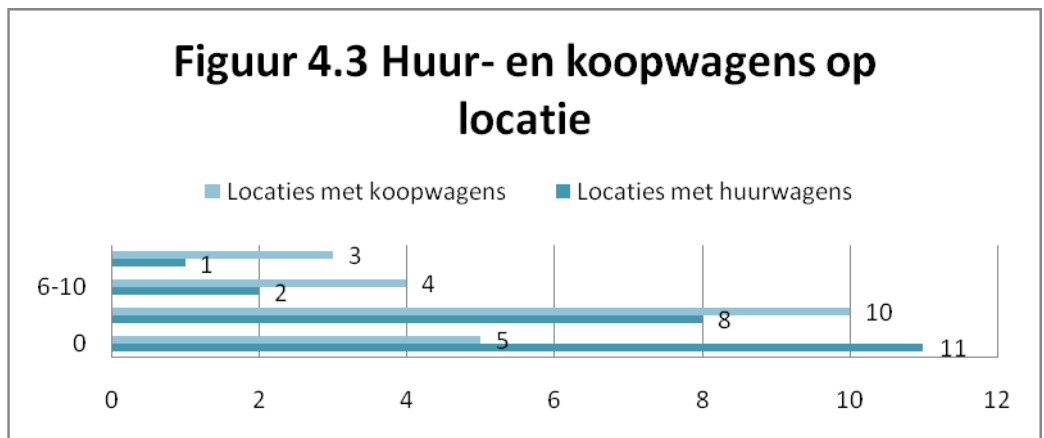 Figuur 4.3 Huur- en koopwagens op
locatie
Locaties met koopwagens Locaties met huurwagens
3
1
6-10 4
2
10
8
0 5
11
0 2 4 6 8 10 12